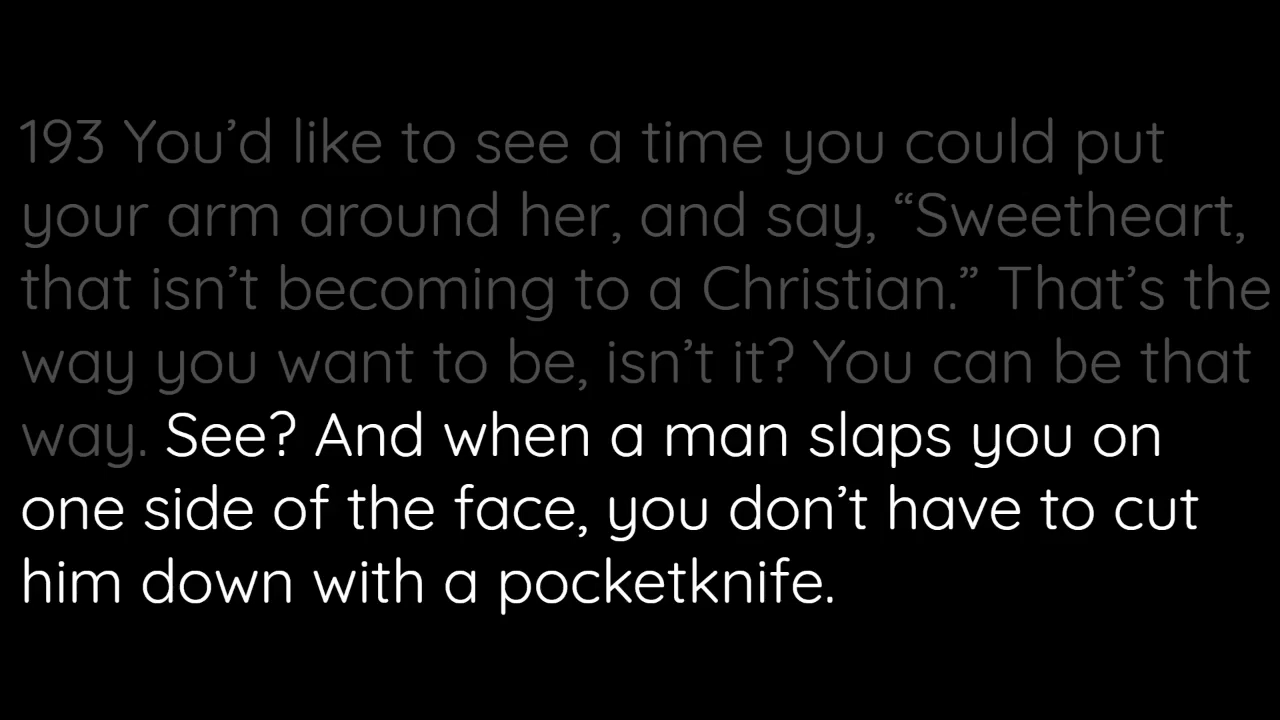 193 You’d like to see a time you could put
your arm around her, and say, “Sweetheart,
that isn’t becoming to a Christian.” That’s the
way you want to be, isn’t it? You can be that
way. See? And when a man slaps you on
one side of the face, you don’t have to cut
him down with a pocketknife.